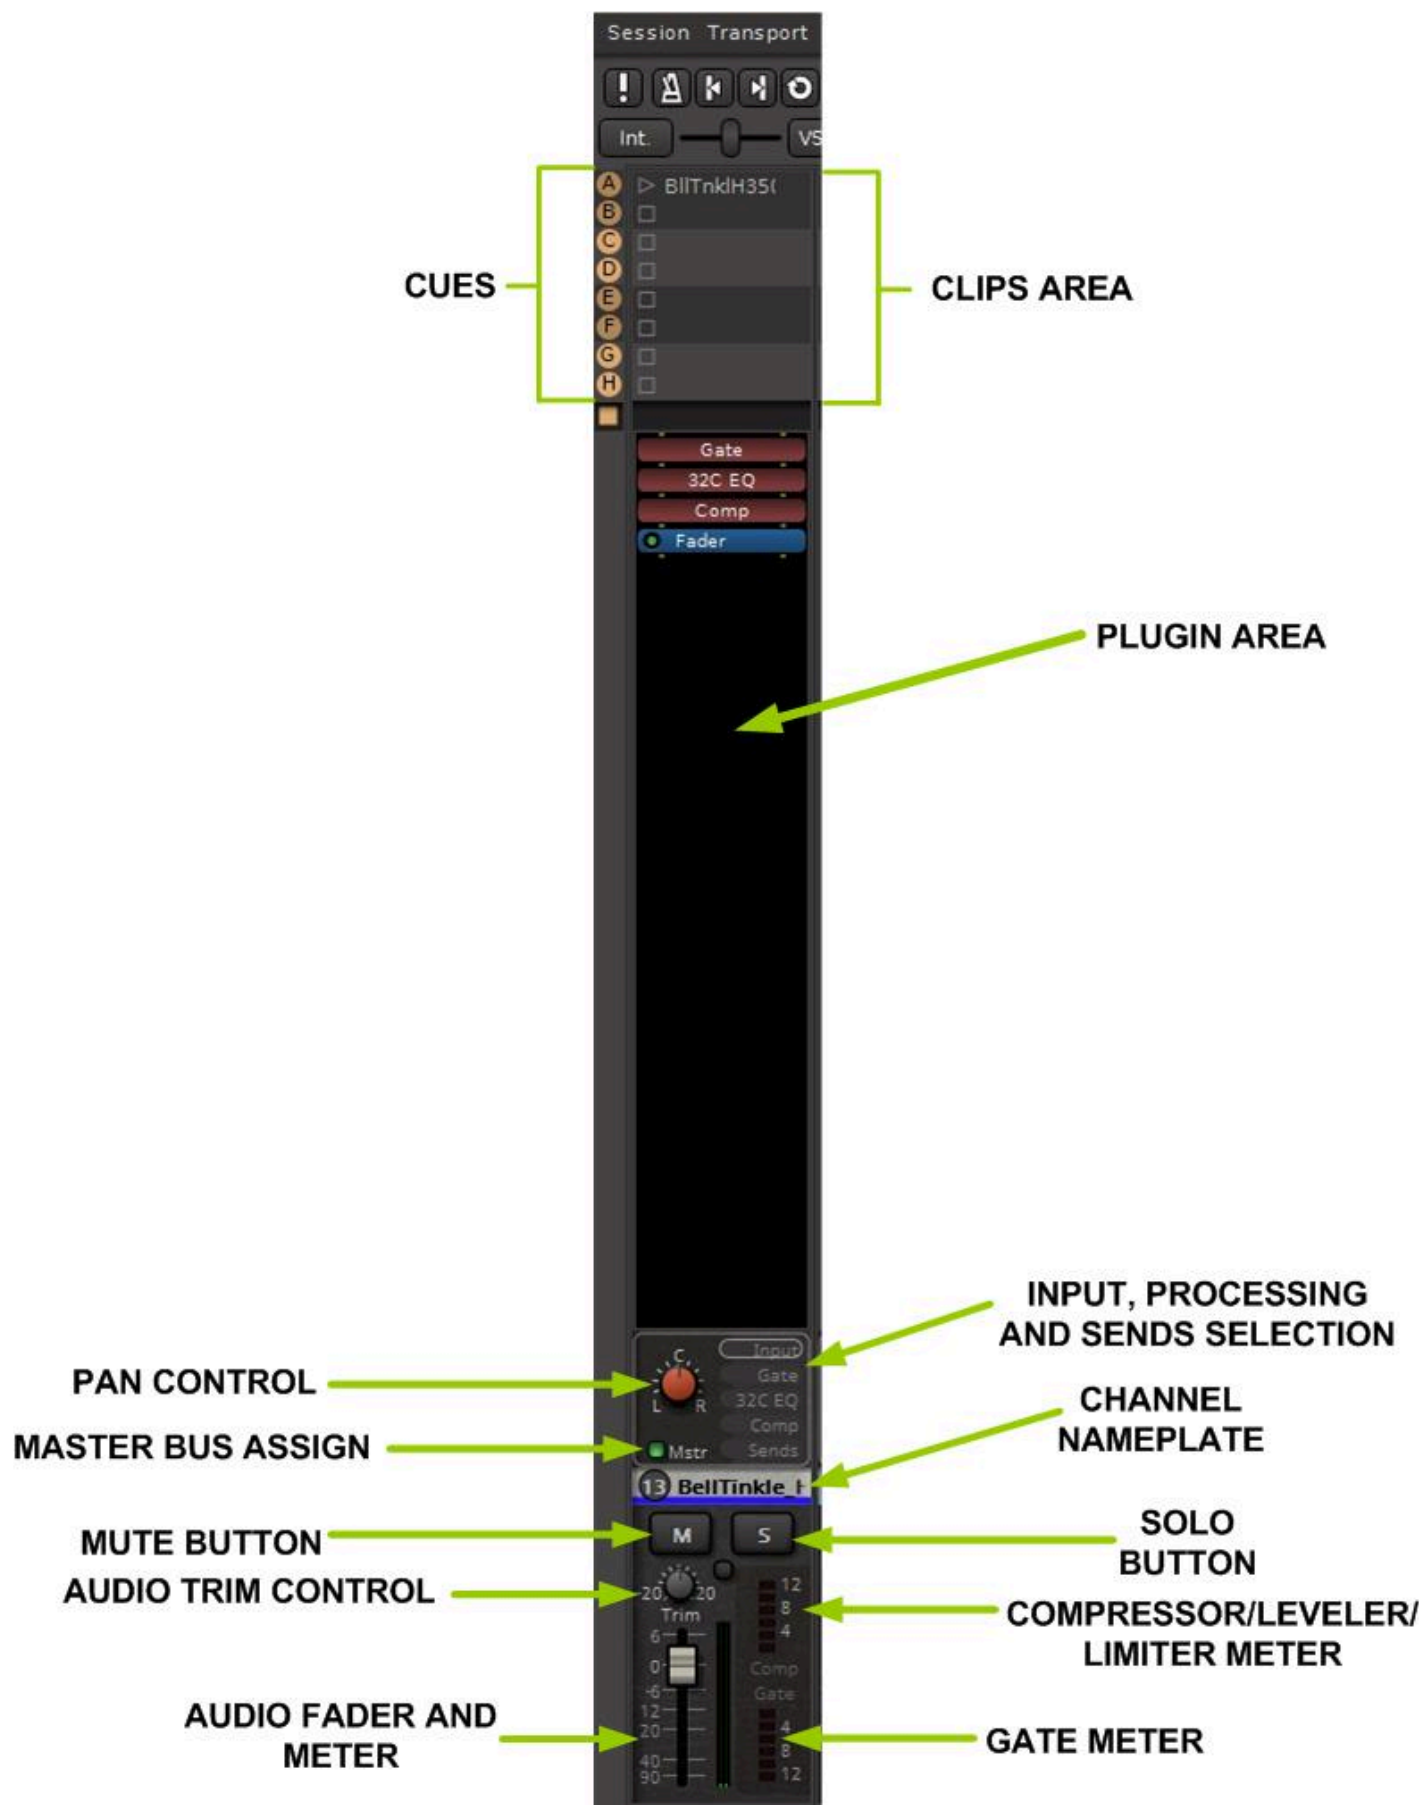 Session Transport
Int.
VS
A
BllTnklH35(
B
C
D
E
F
G
H
CUES
CLIPS AREA
Gate
32C EQ
Comp
Fader
PLUGIN AREA
INPUT, PROCESSING
AND SENDS SELECTION
PAN CONTROL
C
L
R
Input
Gate
32C EQ
Comp
Sends
MASTER BUS ASSIGN
Mstr
CHANNEL
NAMEPLATE
13 BellTinkle_H
MUTE BUTTON
M
S
SOLO
BUTTON
AUDIO TRIM CONTROL
20
20
Trim
12
8
4
COMPRESSOR/LEVELER/
LIMITER METER
6
0
-6
12
20
40
90
Comp
Gate
4
8
12
AUDIO FADER AND
METER
GATE METER